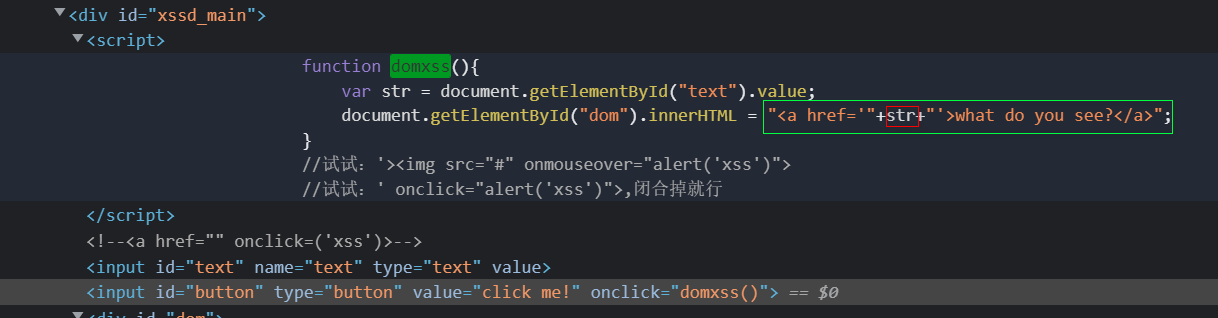 <div id="xssd_main">
<script>
function domxss(){
var str = document.getElementById("text").value;
document.getElementById("dom").innerHTML = "<a href='"+str+"'>what do you see?</a>";
}
//试试：'><img src="#" onmouseover="alert('xss')">
//试试：' onclick="alert('xss')">,闭合掉就行
</script>
<!--<a href="" onclick=('xss')>-->
<input id="text" name="text" type="text" value>
<input id="button" type="button" value="click me!" onclick="domxss()"> == $0
<div id="dom">